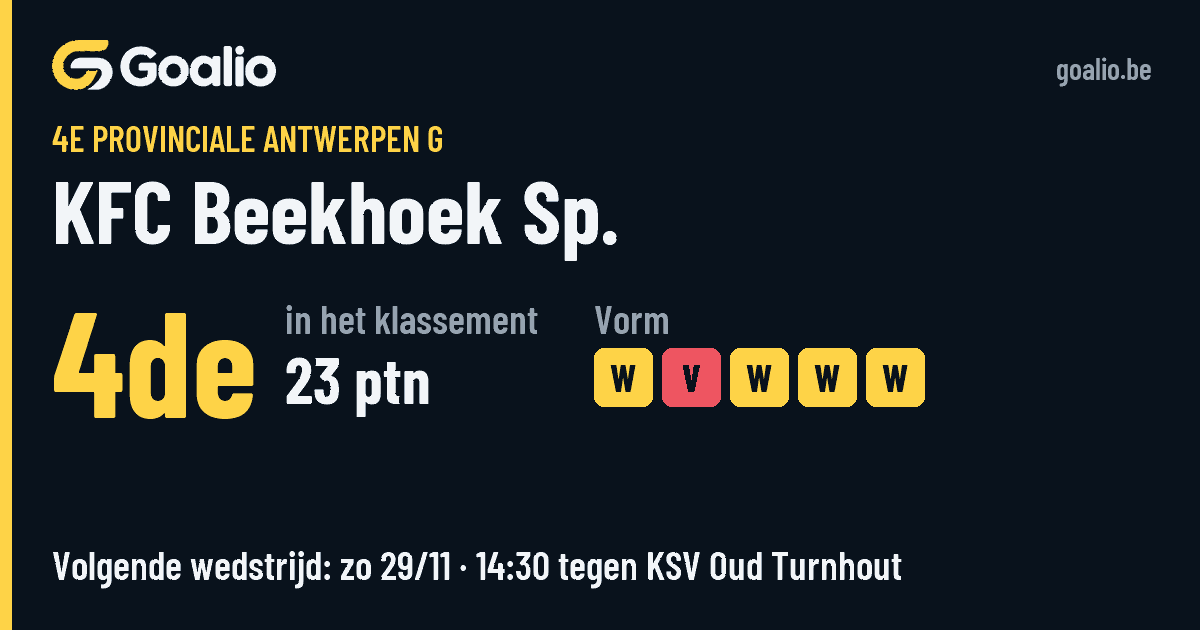 Goalio
goalio.be
4E PROVINCIALE ANTWERPEN G
KFC Beekhoek Sp.
4de
in het klassement
23 ptn
Vorm
W V W W W
Volgende wedstrijd: zo 29/11 · 14:30 tegen KSV Oud Turnhout